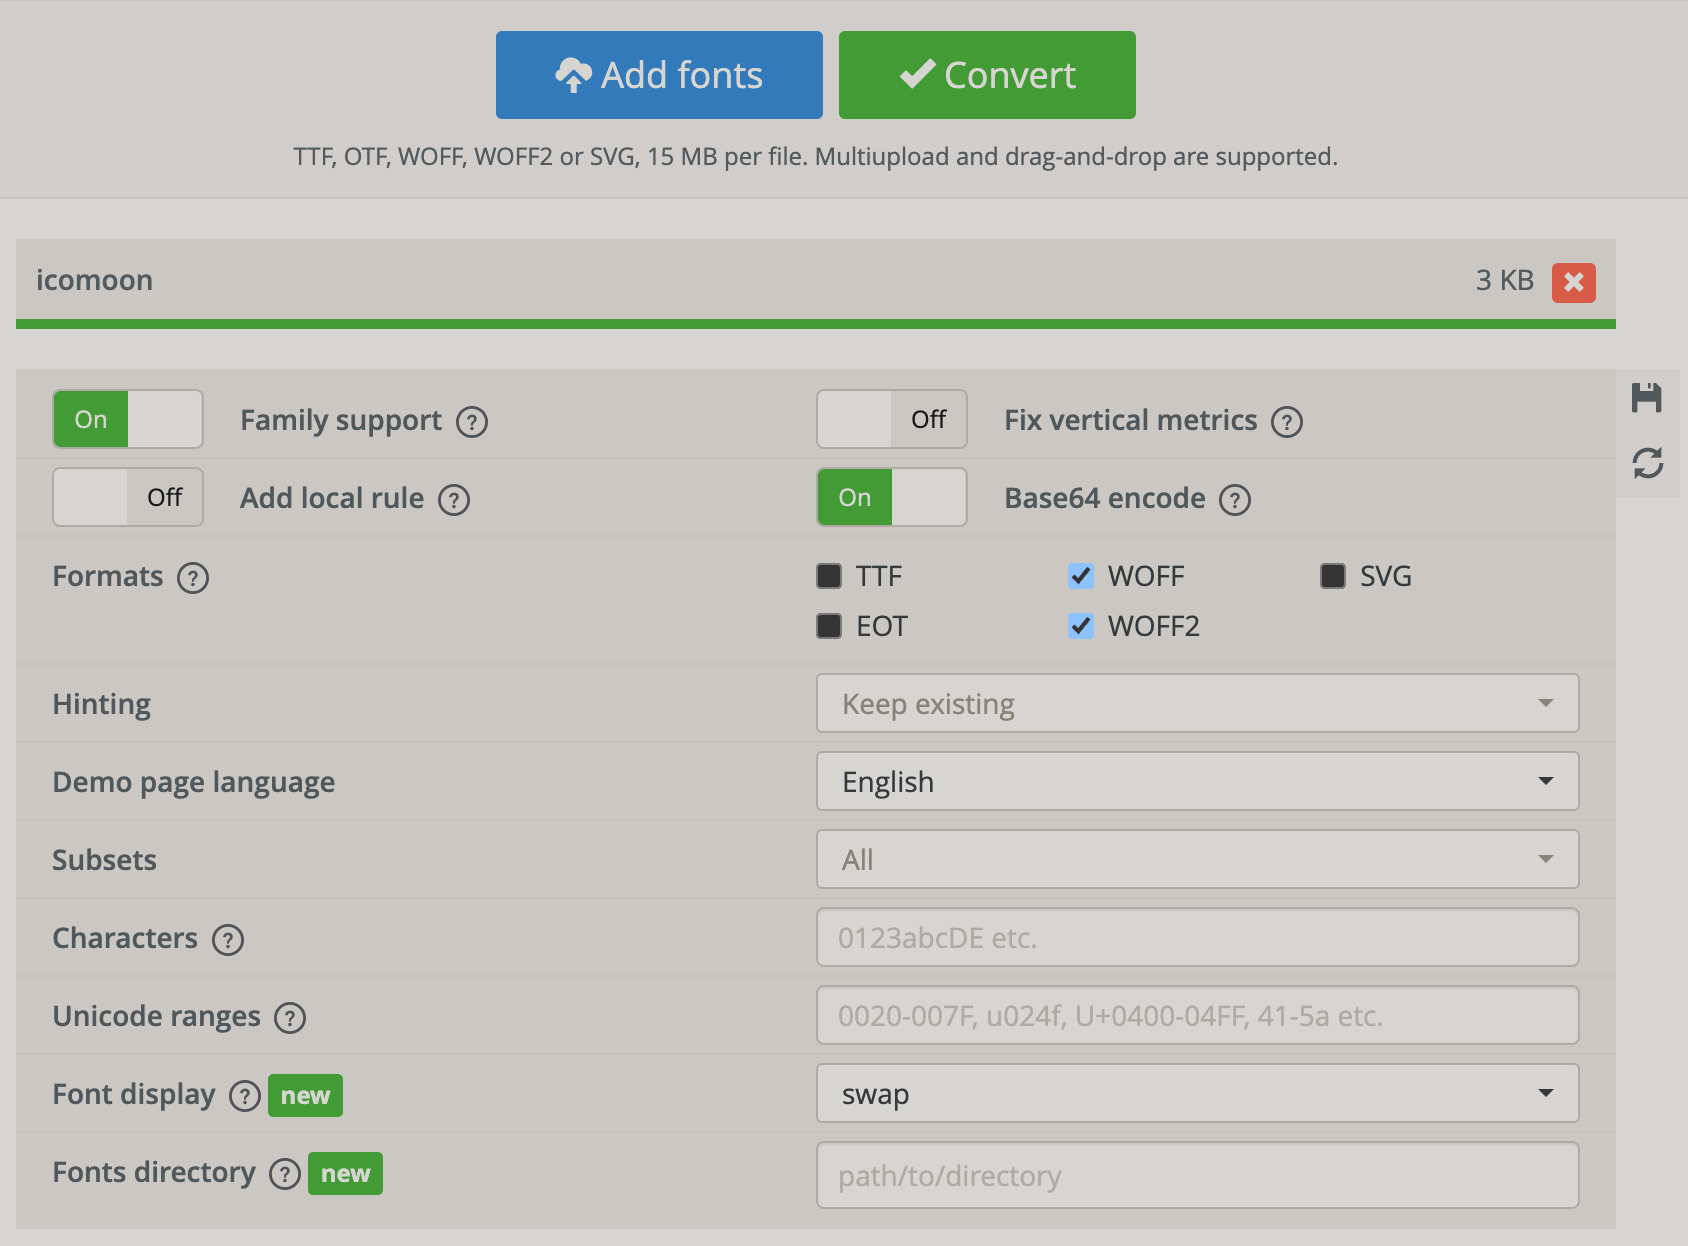 Add fonts
Convert
TTF, OTF, WOFF, WOFF2 or SVG, 15 MB per file. Multiupload and drag-and-drop are supported.
icomoon 3 KB
On Family support ? Off Fix vertical metrics ?
Off Add local rule ? On Base64 encode ?
Formats ? TTF WOFF SVG
EOT WOFF2
Hinting Keep existing
Demo page language English
Subsets All
Characters ? 0123abcDE etc.
Unicode ranges ? 0020-007F, u024f, U+0400-04FF, 41-5a etc.
Font display ? new swap
Fonts directory ? new path/to/directory